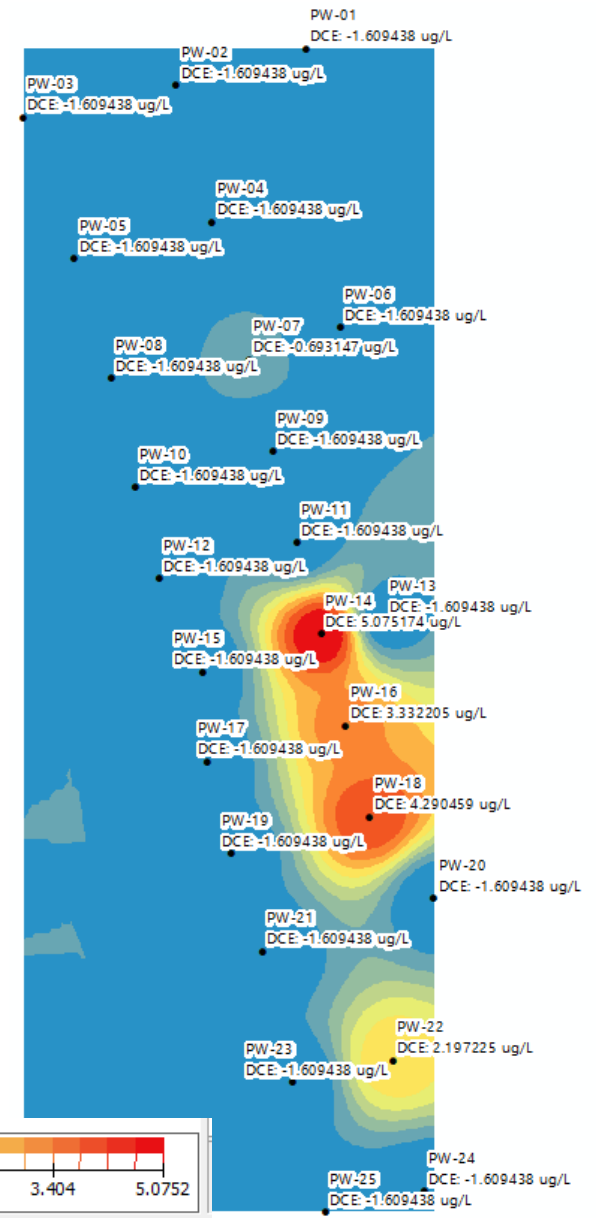 PW-01
DCE: -1.609438 ug/L
PW-02
DCE: -1.609438 ug/L
PW-03
DCE: -1.609438 ug/L
PW-04
DCE: -1.609438 ug/L
PW-05
DCE: -1.609438 ug/L
PW-06
DCE: -1.609438 ug/L
PW-07
DCE: -0.693147 ug/L
PW-08
DCE: -1.609438 ug/L
PW-09
DCE: -1.609438 ug/L
PW-10
DCE: -1.609438 ug/L
PW-11
DCE: -1.609438 ug/L
PW-12
DCE: -1.609438 ug/L
PW-13
DCE: -1.609438 ug/L
PW-14
DCE: 5.075174 ug/L
PW-15
DCE: -1.609438 ug/L
PW-16
DCE: 3.332205 ug/L
PW-17
DCE: -1.609438 ug/L
PW-18
DCE: 4.290459 ug/L
PW-19
DCE: -1.609438 ug/L
PW-20
DCE: -1.609438 ug/L
PW-21
DCE: -1.609438 ug/L
PW-22
DCE: 2.197225 ug/L
PW-23
DCE: -1.609438 ug/L
PW-24
DCE: -1.609438 ug/L
PW-25
DCE: -1.609438 ug/L
3.404 5.0752